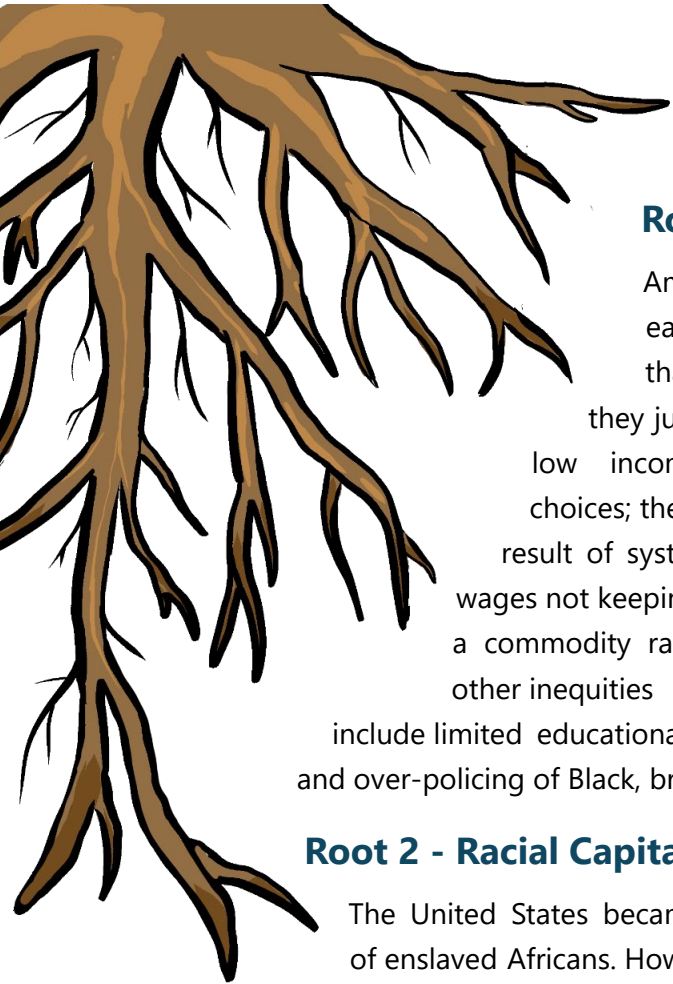 Ro
An
ea
tha
they ju
low incor
choices; the
result of syst
wages not keepin
a commodity ra
other inequities
include limited educationa
and over-policing of Black, br
Root 2 - Racial Capita
The United States becar
of enslaved Africans. How